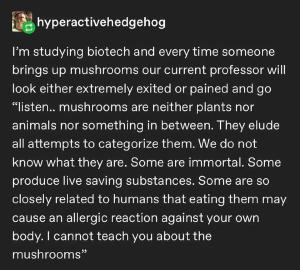 hyperactivehedgehog
I'm studying biotech and every time someone
brings up mushrooms our current professor will
look either extremely exited or pained and go
“listen.. mushrooms are neither plants nor
animals nor something in between. They elude
all attempts to categorize them. We do not
know what they are. Some are immortal. Some
produce live saving substances. Some are so
closely related to humans that eating them may
cause an allergic reaction against your own
body. I cannot teach you about the
mushrooms”